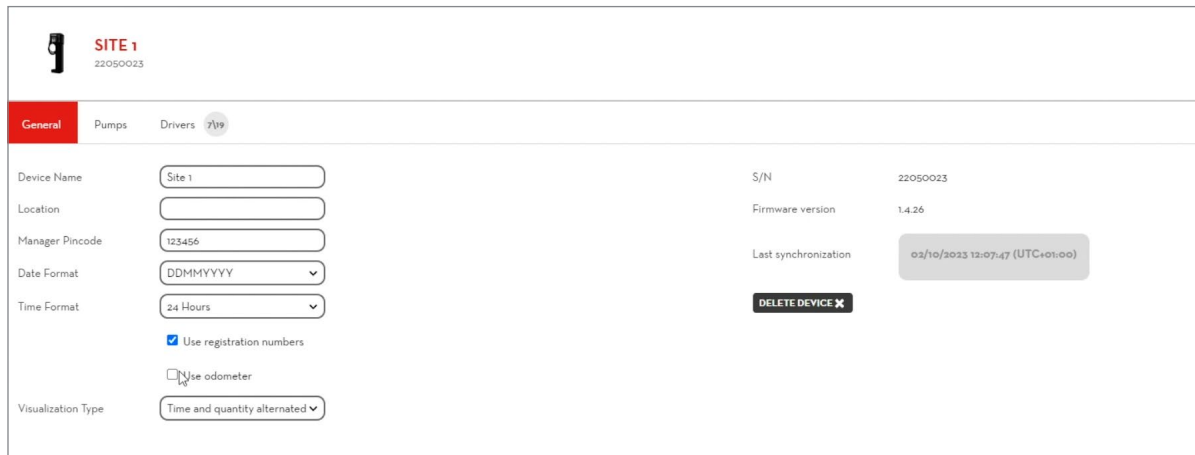 SITE 1
22050023
General Pumps Drivers 7\19
Device Name Site 1
Location
Manager Pincode 123456
Date Format DDMMYYYY
Time Format 24 Hours
Use registration numbers
Use odometer
Visualization Type Time and quantity alternated
S/N 22050023
Firmware version 1.4.26
Last synchronization 02/10/2023 12:07:47 (UTC+01:00)
DELETE DEVICE